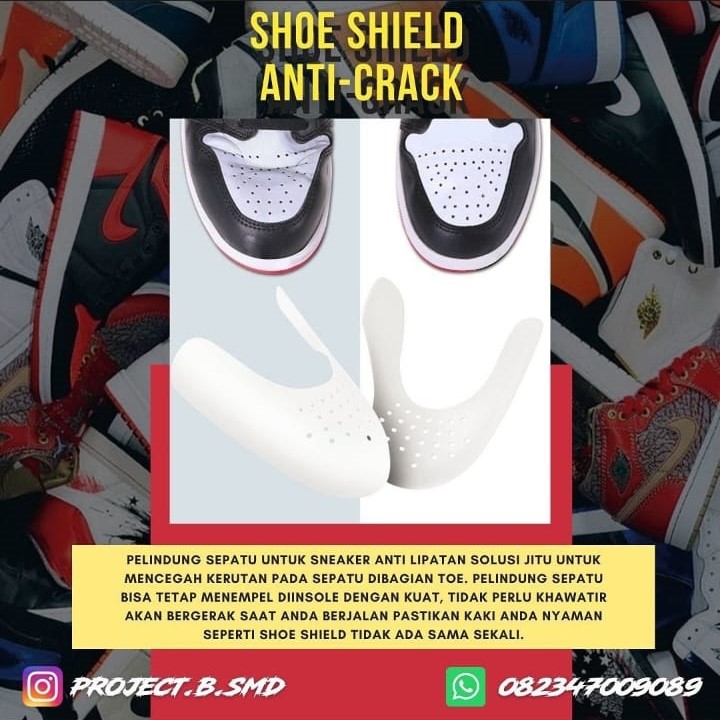 SHOE SHIELD
ANTI-CRACK
PELINDUNG SEPATU UNTUK SNEAKER ANTI LIPATAN SOLUSI JITU UNTUK
MENCEGAH KERUTAN PADA SEPATU DIBAGIAN TOE. PELINDUNG SEPATU
BISA TETAP MENEMPEL DIINSOLE DENGAN KUAT, TIDAK PERLU KHAWATIR
AKAN BERGERAK SAAT ANDA BERJALAN PASTIKAN KAKI ANDA NYAMAN
SEPERTI SHOE SHIELD TIDAK ADA SAMA SEKALI.
PROJECT.B.SMD
082347009089